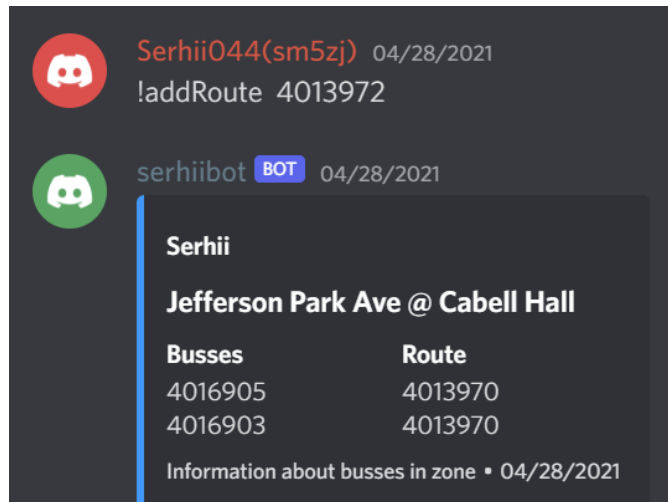 Serhii044(sm5zj) 04/28/2021
!addRoute 4013972
serhiibot BOT 04/28/2021
Serhii
Jefferson Park Ave @ Cabell Hall
Busses Route
4016905 4013970
4016903 4013970
Information about busses in zone • 04/28/2021